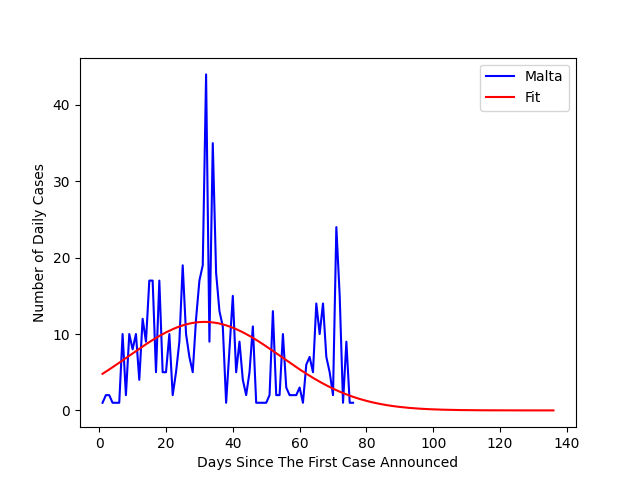 Malta
Fit
40
30
20
10
0
Number of Daily Cases
0 20 40 60 80 100 120 140
Days Since The First Case Announced